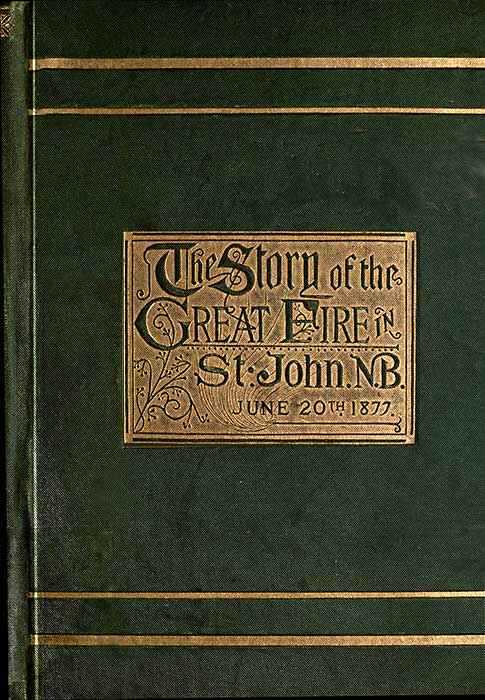 The Story of the
GREAT FIRE IN
St. John. N.B.
JUNE 20TH 1877.